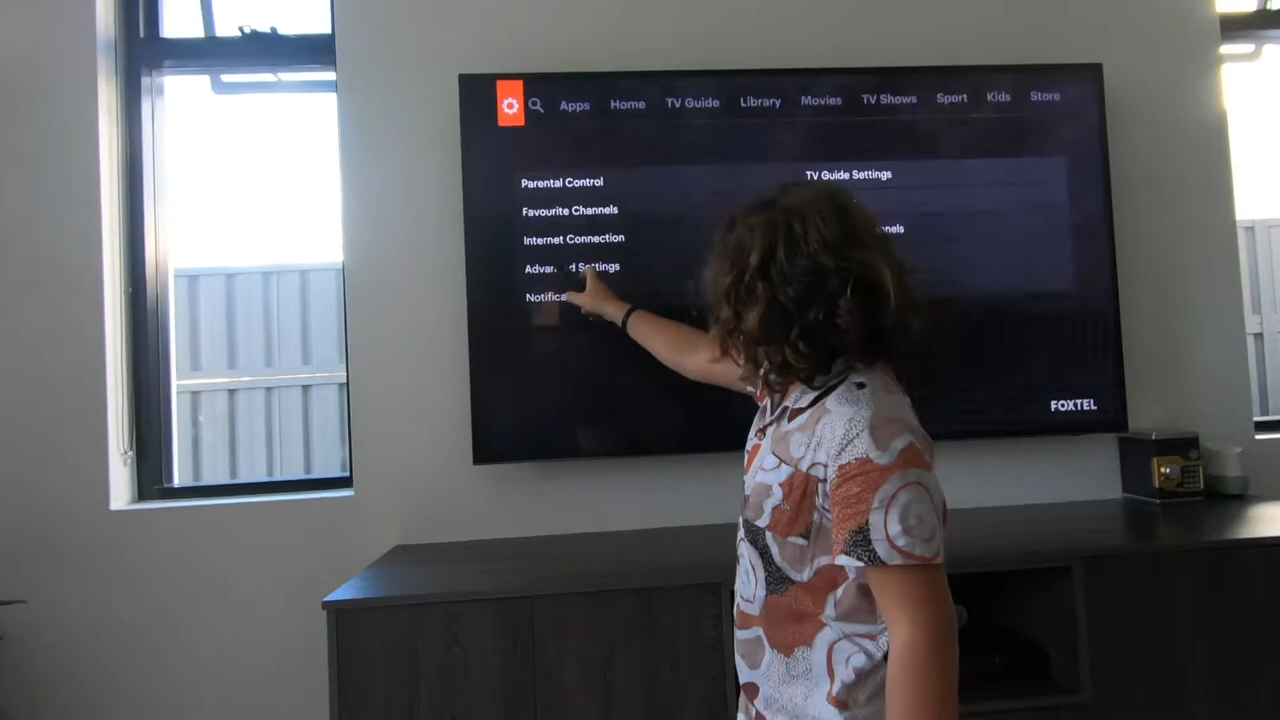 Apps Home TV Guide Library Movies TV Shows Sport Kids Store
Parental Control
Favourite Channels
Internet Connection
Settings
TV Guide Settings
FOXTEL